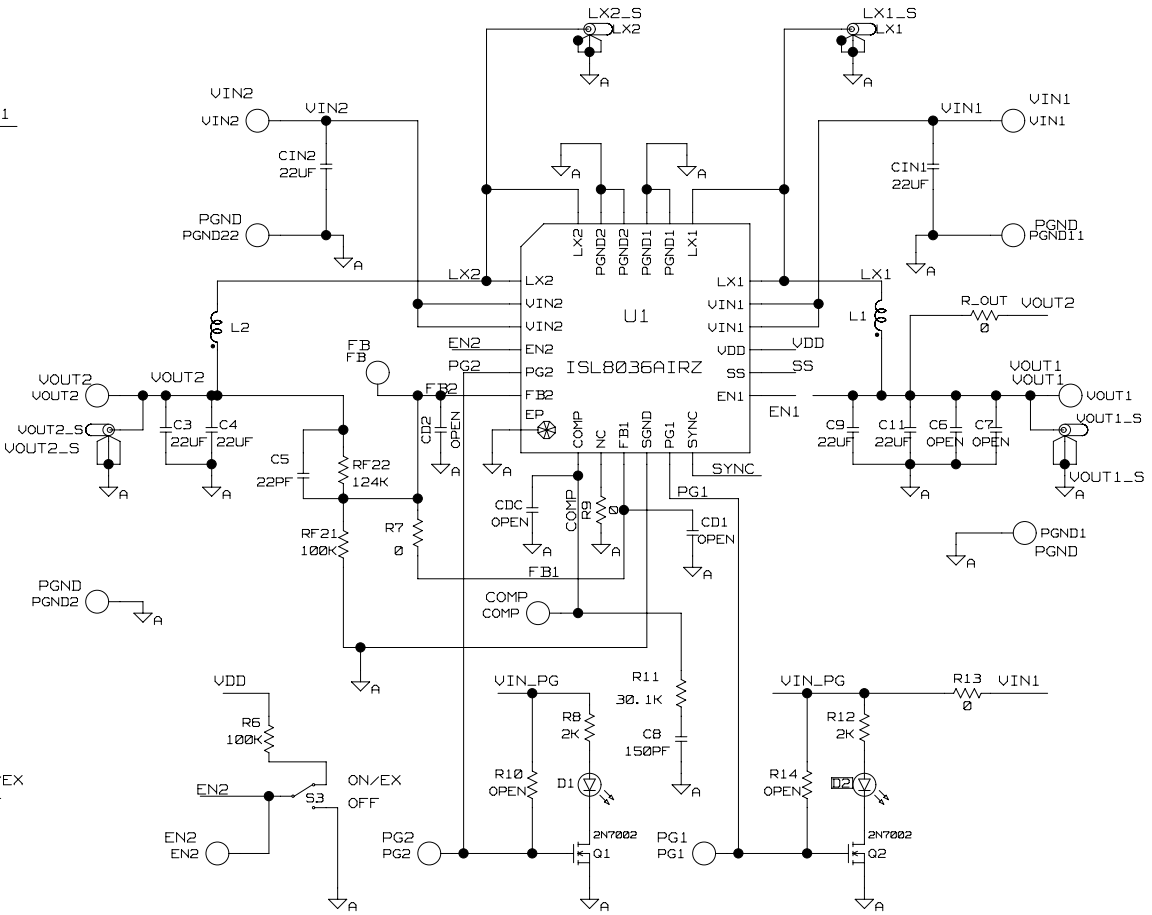 LX2_S
LX2
A
LX1_S
LX1
A
1
VIN2
VIN2
VIN2
CIN2
22UF
PGND
PGND22
A
A
A
VIN1
VIN1
VIN1
CIN1
22UF
PGND
PGND11
A
LX2
PGND2
PGND2
PGND1
PGND1
LX1
LX2
LX2
VIN2
VIN2
EN2
EN2
PG2
PG2
FB2
FB2
EP
U1
ISL8036AIRZ
LX1
VIN1
VIN1
VDD
VDD
SS
SS
EN1
EN1
COMP
NC
FB1
SGND
PG1
SYNC
SYNC
LX1
L1
R_OUT
0
VOUT2
L2
FB
FB
VOUT2
VOUT2
VOUT2
VOUT2_S
VOUT2_S
A
C3
22UF
C4
22UF
A
C5
22PF
RF22
124K
RF21
100K
R7
0
CD2
OPEN
A
A
CDC
OPEN
A
COMP
R9
0
A
PG1
CD1
OPEN
A
FB1
C9
22UF
C11
22UF
C6
OPEN
C7
OPEN
A
VOUT1
VOUT1
VOUT1
VOUT1_S
VOUT1_S
A
PGND1
PGND
A
PGND
PGND2
A
COMP
COMP
A
VDD
R6
100K
EN2
S3
ON/EX
OFF
EN2
EN2
A
/EX
VIN_PG
R8
2K
R10
OPEN
D1
PG2
PG2
2N7002
Q1
A
R11
30.1K
C8
150PF
A
VIN_PG
R12
2K
R13
0
VIN1
R14
OPEN
D2
PG1
PG1
2N7002
Q2
A